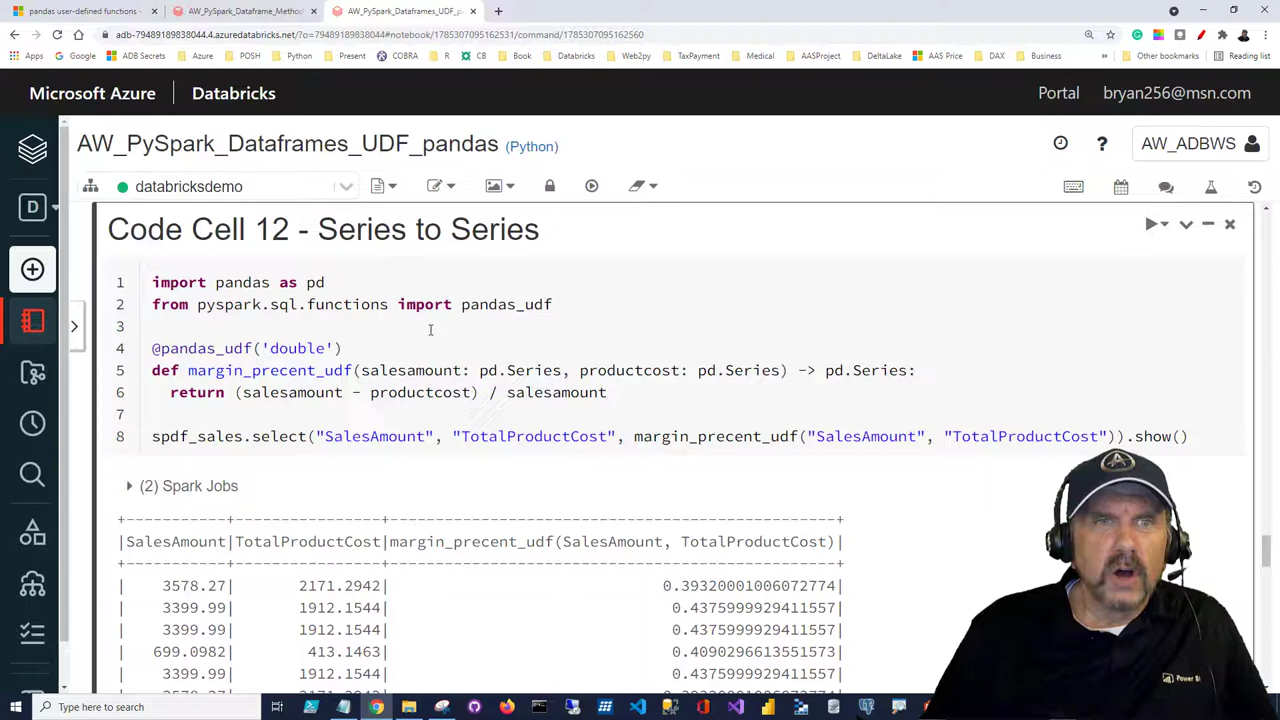 pandas user-defined functions -
AW_PySpark_Dataframe_Method
AW_PySpark_Dataframes_UDF_p
adb-79489189838044.4.azuredatabricks.net/?o=79489189838044#notebook/1785307095162531/command/1785307095162560
Apps
Google
ADB Secrets
Azure
POSH
Python
Present
COBRA
R
CB
Book
Databricks
Web2py
TaxPayment
Medical
AASProject
DeltaLake
AAS Price
DAX
Business
Other bookmarks
Reading list
Microsoft Azure
Databricks
Portal
bryan256@msn.com
AW_PySpark_Dataframes_UDF_pandas (Python)
AW_ADBWS
D
databricksdemo
Code Cell 12 - Series to Series
1 import pandas as pd
2 from pyspark.sql.functions import pandas_udf
3
4 @pandas_udf('double')
5 def margin_precent_udf(salesamount: pd.Series, productcost: pd.Series) -> pd.Series:
6 return (salesamount - productcost) / salesamount
7
8 spdf_sales.select("SalesAmount", "TotalProductCost", margin_precent_udf("SalesAmount", "TotalProductCost")).show()
(2) Spark Jobs
+-----------+----------------+-----------------------------------------+
|SalesAmount|TotalProductCost|margin_precent_udf(SalesAmount, TotalProductCost)|
+-----------+----------------+-----------------------------------------+
| 3578.27| 2171.2942| 0.39320001006072774|
| 3399.99| 1912.1544| 0.4375999929411557|
| 3399.99| 1912.1544| 0.4375999929411557|
| 699.0982| 413.1463| 0.4090296613551573|
| 3399.99| 1912.1544| 0.4375999929411557|
Power BI
Type here to search